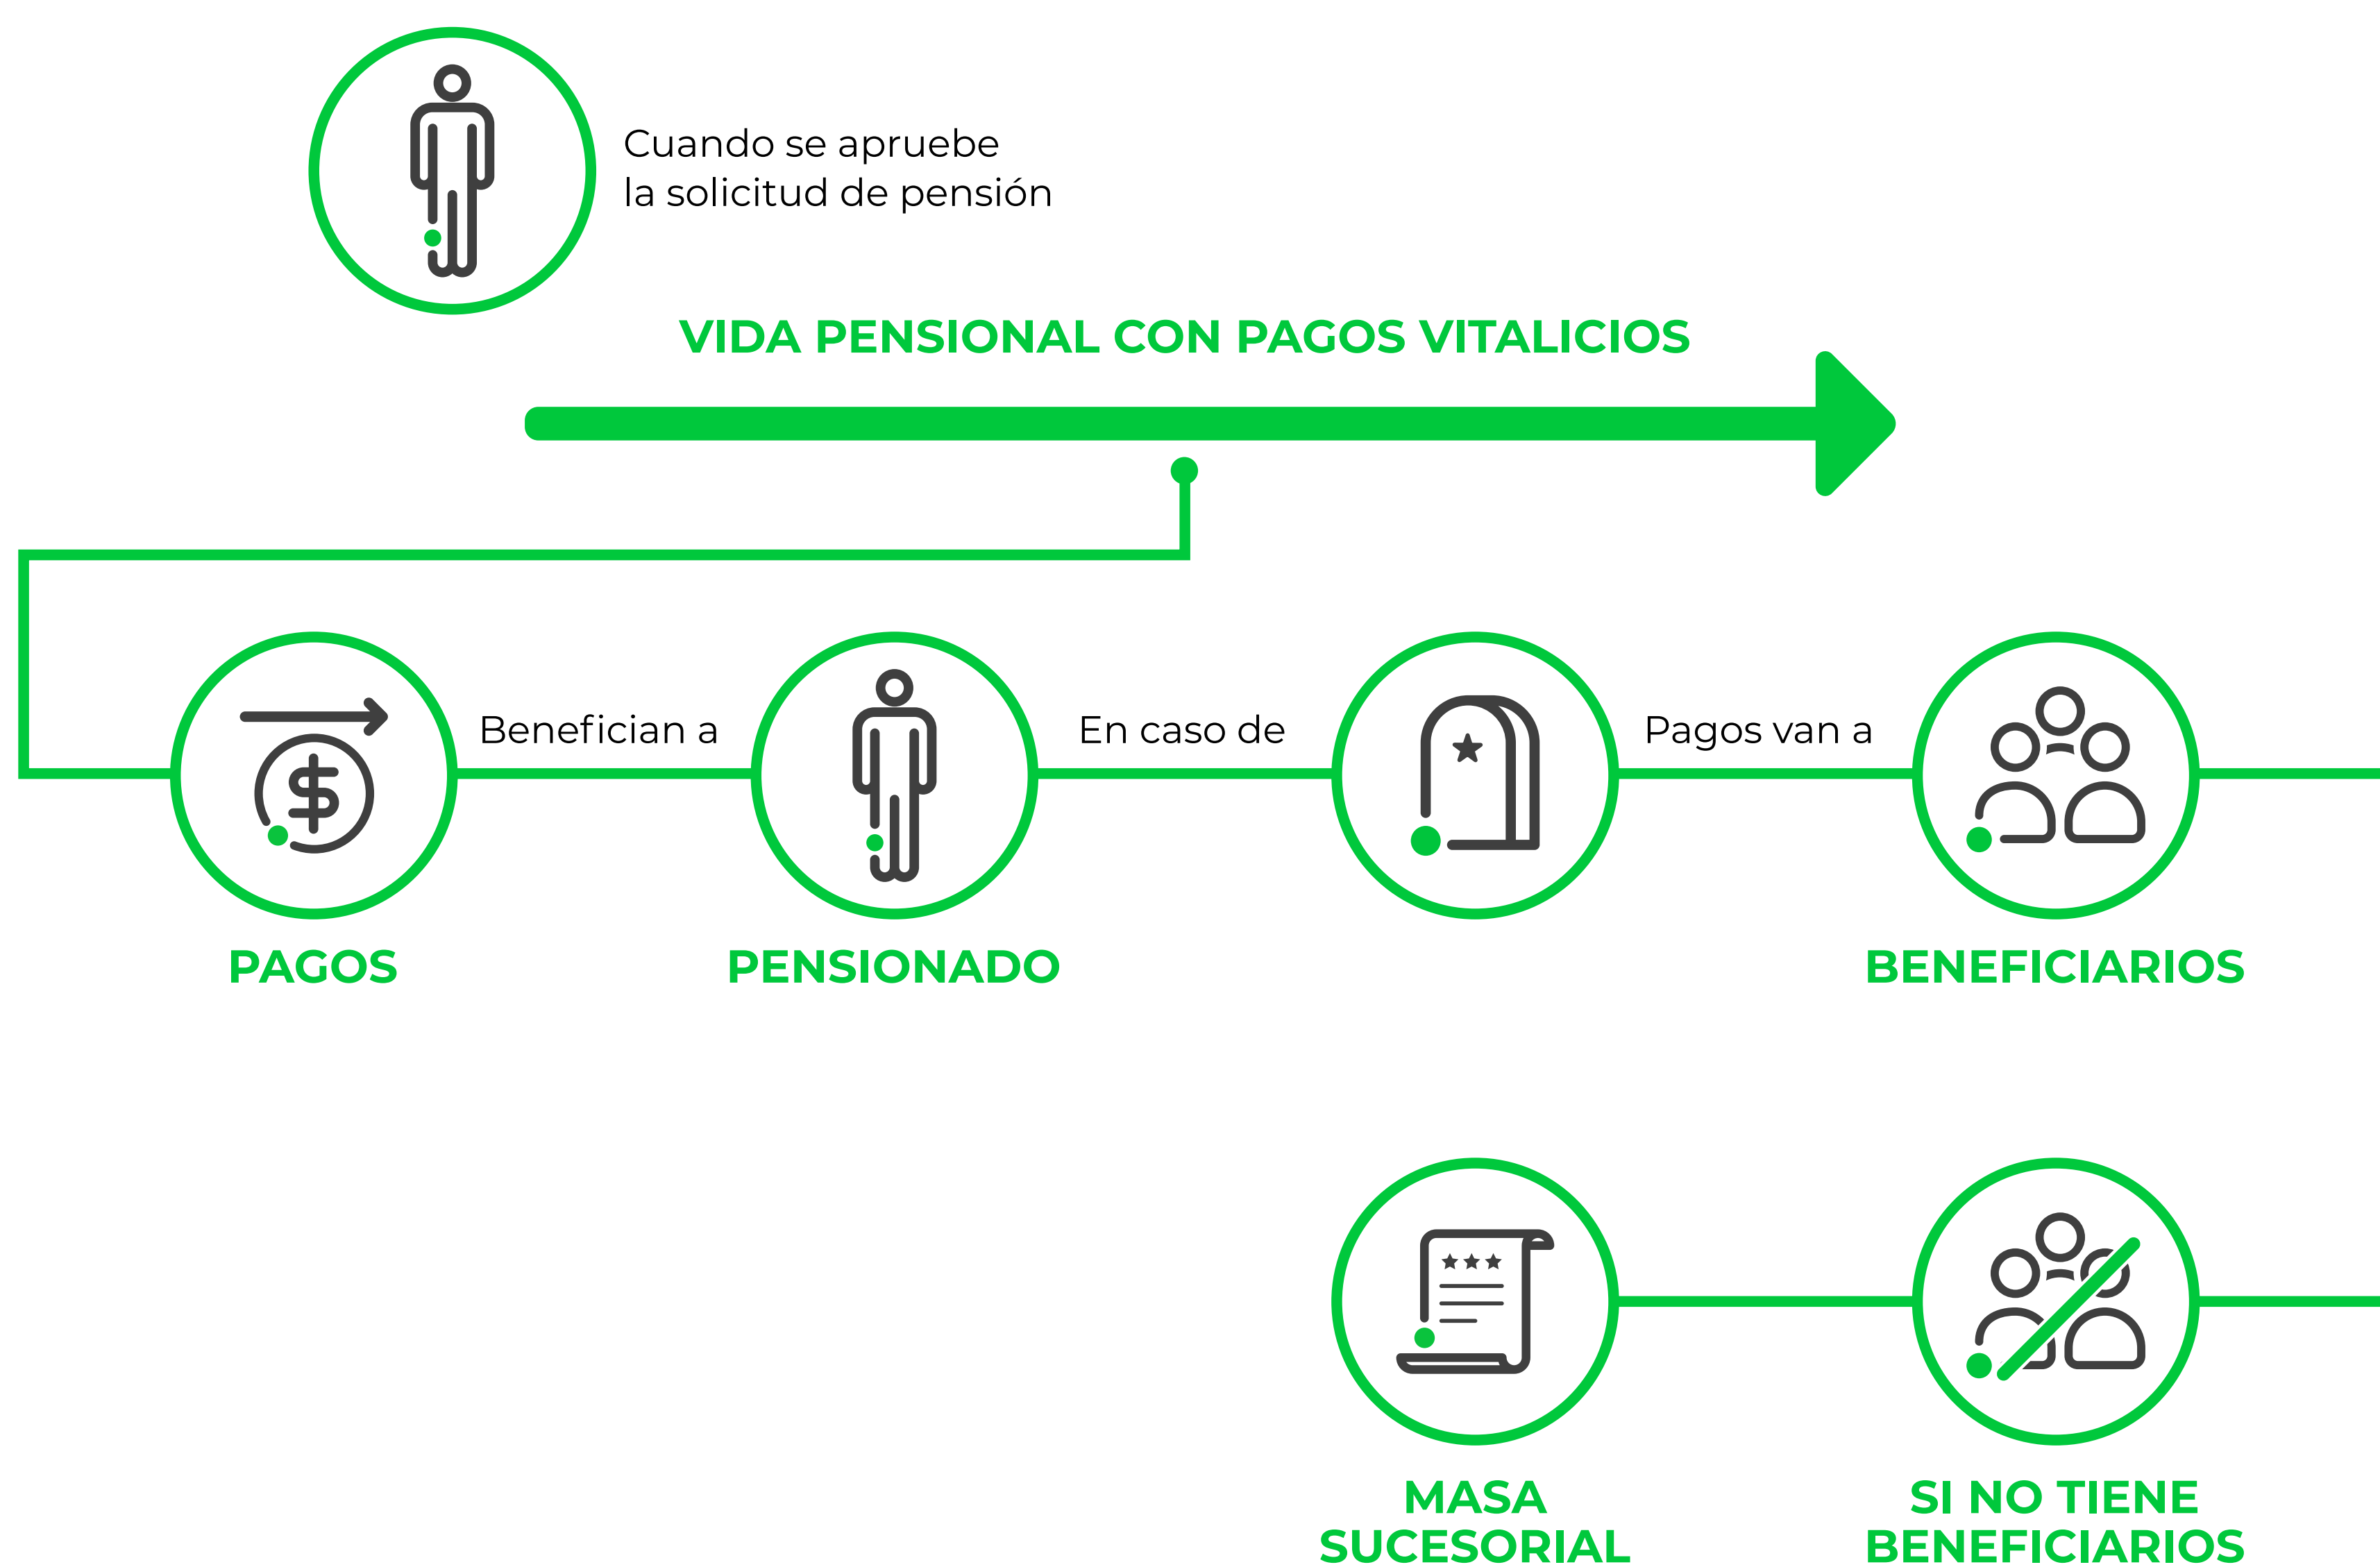 Cuando se apruebe
la solicitud de pensión
VIDA PENSIONAL CON PAGOS VITALICIOS
Benefician a
En caso de
Pagos van a
PAGOS
PENSIONADO
BENEFICIARIOS
MASA
SUCESORIAL
SI NO TIENE
BENEFICIARIOS